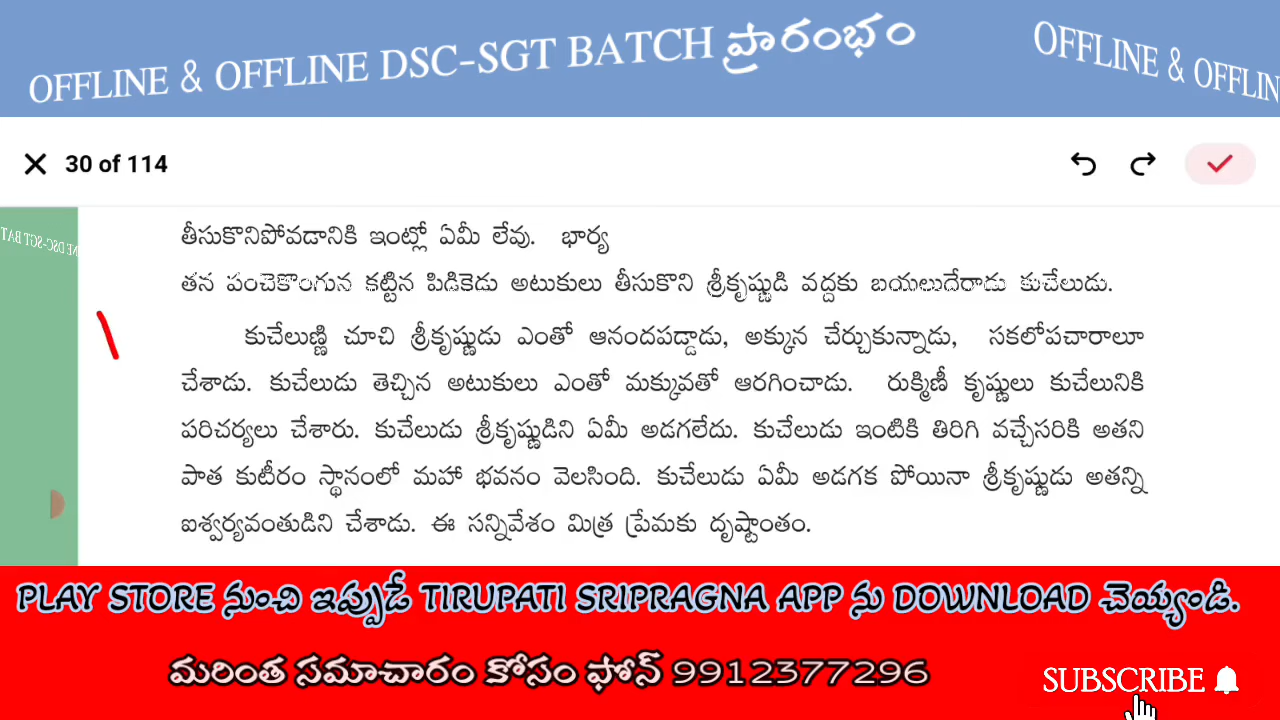 OFFLINE & OFFLINE DSC-SGT BATCH ప్రారంభం
OFFLINE & OFFLIN
30 of 114
తీసుకొనిపోవడానికి ఇంట్లో ఏమీ లేవు. భార్య
తన పంచెకొంగున కట్టిన పిడికెడు అటుకులు తీసుకొని శ్రీకృష్ణుడి వద్దకు బయలుదేరాడు కుచేలుడు.
కుచేలుణ్ణి చూచి శ్రీకృష్ణుడు ఎంతో ఆనందపడ్డాడు, అక్కున చేర్చుకున్నాడు, సకలోపచారాలూ
చేశాడు. కుచేలుడు తెచ్చిన అటుకులు ఎంతో మక్కువతో ఆరగించాడు. రుక్మిణీ కృష్ణులు కుచేలునికి
పరిచర్యలు చేశారు. కుచేలుడు శ్రీకృష్ణుడిని ఏమీ అడగలేదు. కుచేలుడు ఇంటికి తిరిగి వచ్చేసరికి అతని
పాత కుటీరం స్థానంలో మహా భవనం వెలసింది. కుచేలుడు ఏమీ అడగక పోయినా శ్రీకృష్ణుడు అతన్ని
ఐశ్వర్యవంతుడిని చేశాడు. ఈ సన్నివేశం మిత్ర ప్రేమకు దృష్టాంతం.
PLAY STORE నుంచి ఇప్పుడే TIRUPATI SRIPRAGNA APP ను DOWNLOAD చెయ్యండి.
మరింత సమాచారం కోసం ఫోన్ 9912377296
SUBSCRIBE